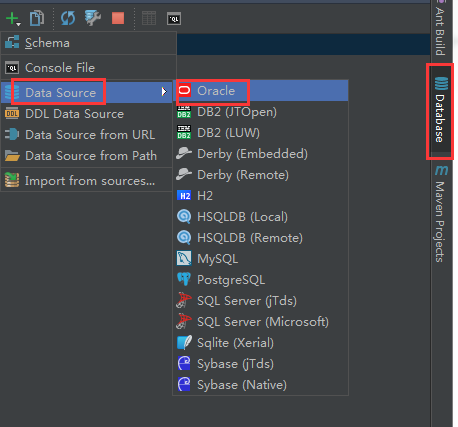 Schema
Console File
Data Source
DDL Data Source
Data Source from URL
Data Source from Path
Import from sources...
Oracle
DB2 (JTOpen)
DB2 (LUW)
Derby (Embedded)
Derby (Remote)
H2
HSQLDB (Local)
HSQLDB (Remote)
MySQL
PostgreSQL
SQL Server (jTds)
SQL Server (Microsoft)
Sqlite (Xerial)
Sybase (jTds)
Sybase (Native)
Ant Build
Database
Maven Projects